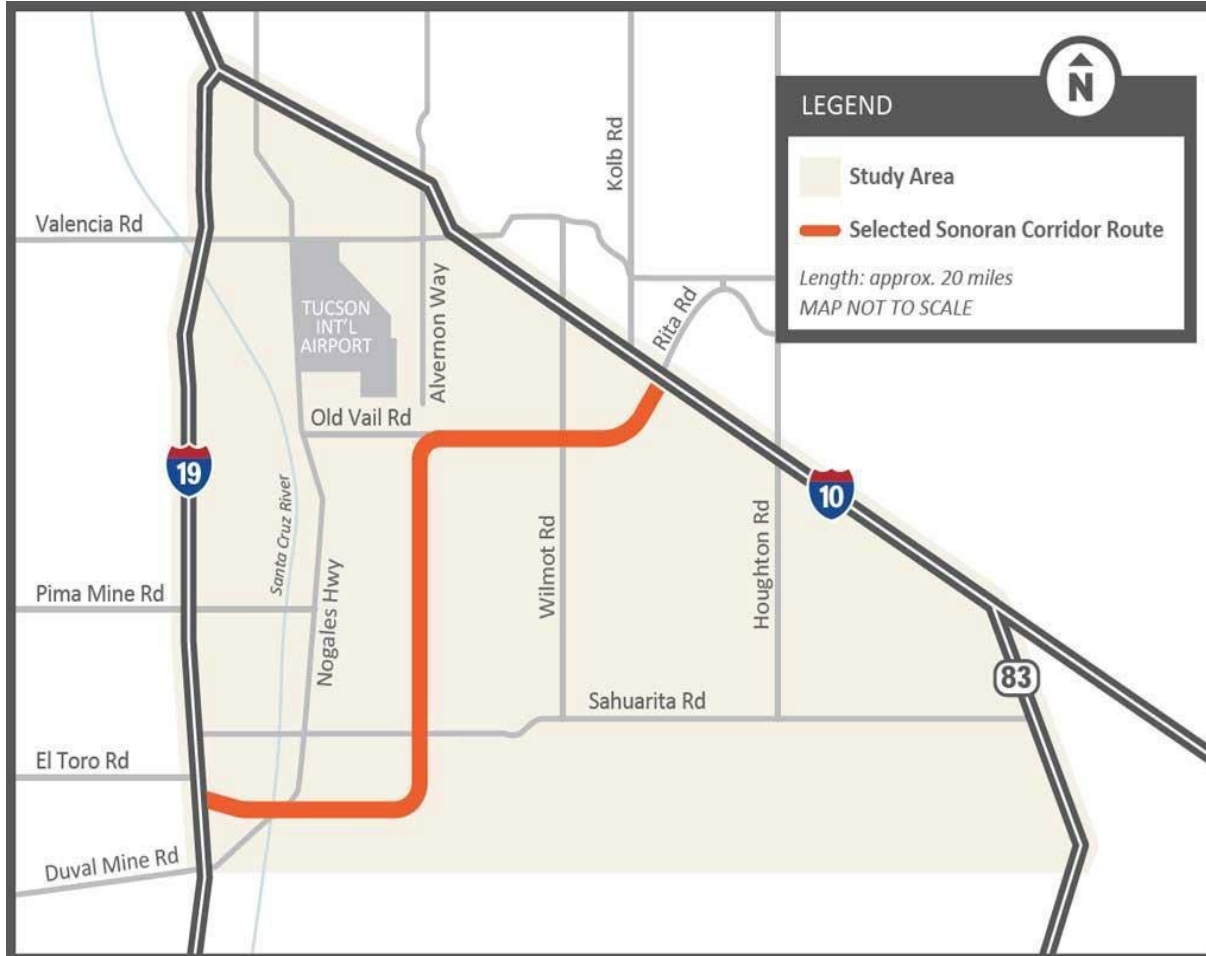 N
LEGEND
Study Area
Selected Sonoran Corridor Route
Length: approx. 20 miles
MAP NOT TO SCALE
Kolb Rd
Valencia Rd
TUCSON
INT'L
AIRPORT
Alvernon Way
Rita Rd
Old Vail Rd
19
10
Santa Cruz River
Wilmot Rd
Houghton Rd
Pima Mine Rd
Nogales Hwy
83
Sahuarita Rd
El Toro Rd
Duval Mine Rd